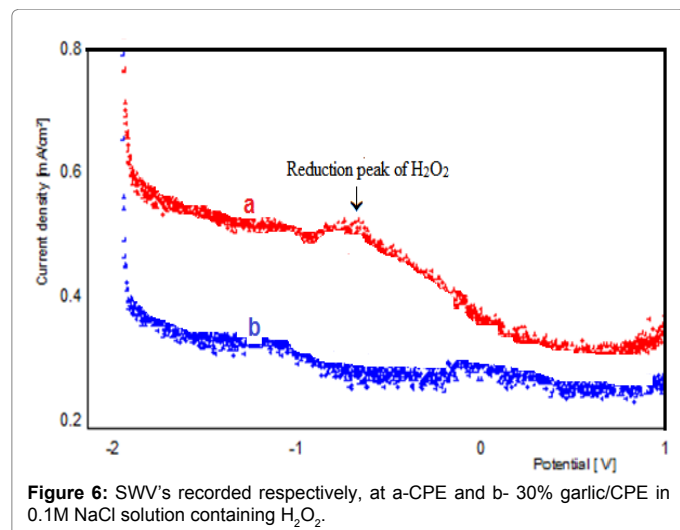 0.8
0.6
0.4
0.2
Current density [mA/cm²]
Reduction peak of H₂O₂
a
b
-2
-1
0
1
Potential [V]
Figure 6: SWV's recorded respectively, at a-CPE and b- 30% garlic/CPE in
0.1M NaCl solution containing H₂O₂.